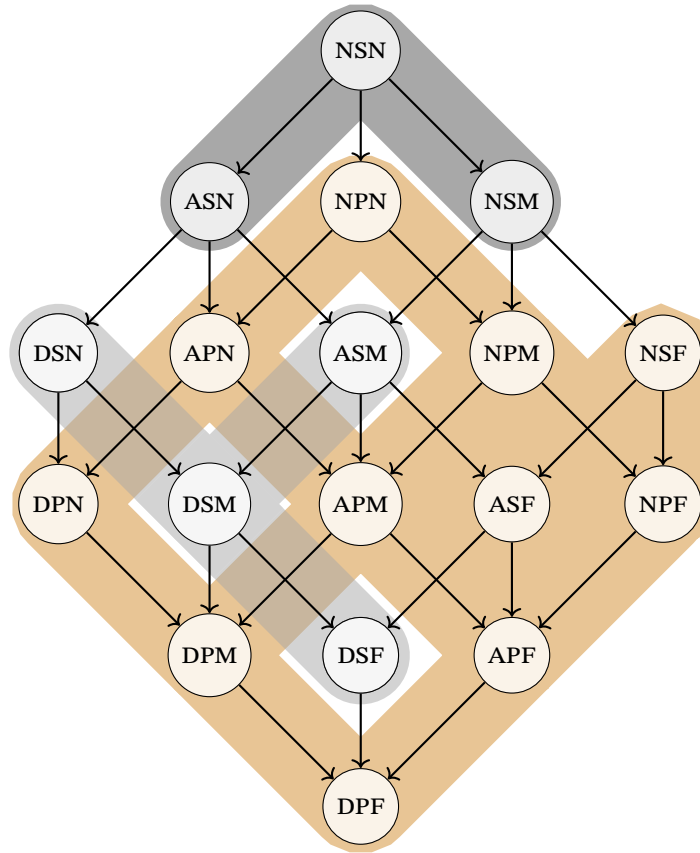 NSN
ASN NPN NSM
DSN APN ASM NPM NSF
DPN DSM APM ASF NPF
DPM DSF APF
DPF